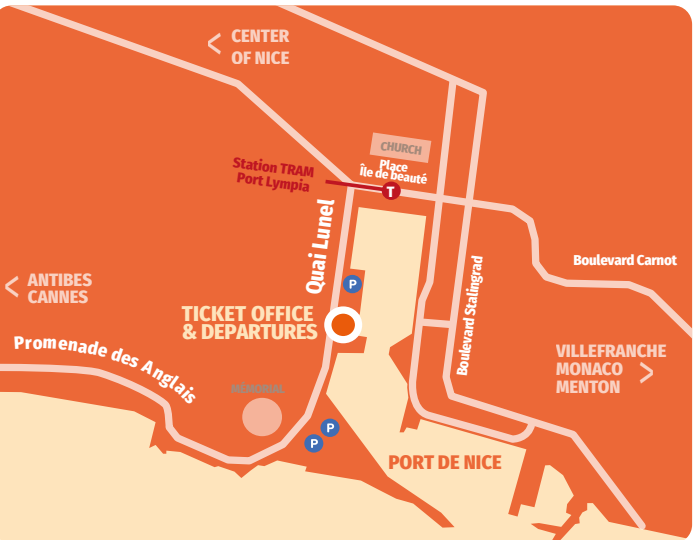 CENTER
OF NICE
CHURCH
Place
île de beauté
Station TRAM
Port Lympia
T
Quai Lunel
Boulevard Carnot
ANTIBES
CANNES
P
Boulevard Stalingrad
TICKET OFFICE
& DEPARTURES
Promenade des Anglais
VILLEFRANCHE
MONACO
MENTON
MÉMORIAL
P
P
PORT DE NICE